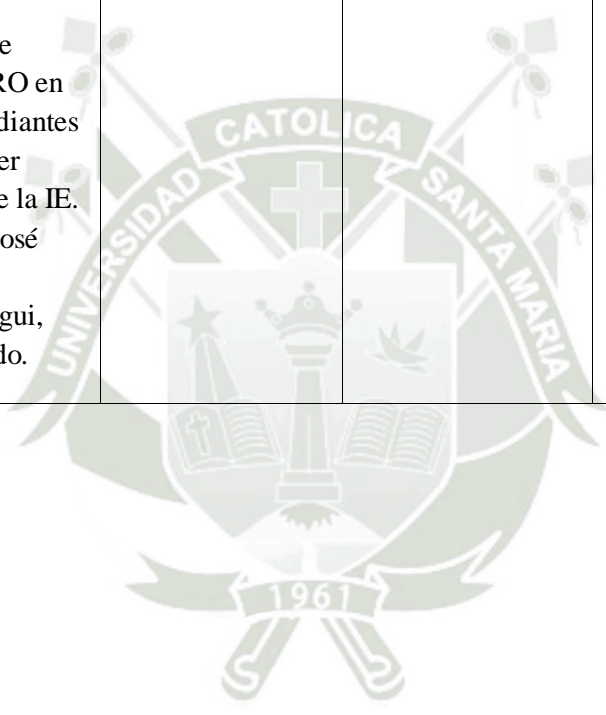 e
RO en
diantes
er
e la IE.
osé
gui,
do.
UNIVERSIDAD CATOLICA SANTA MARIA
1961